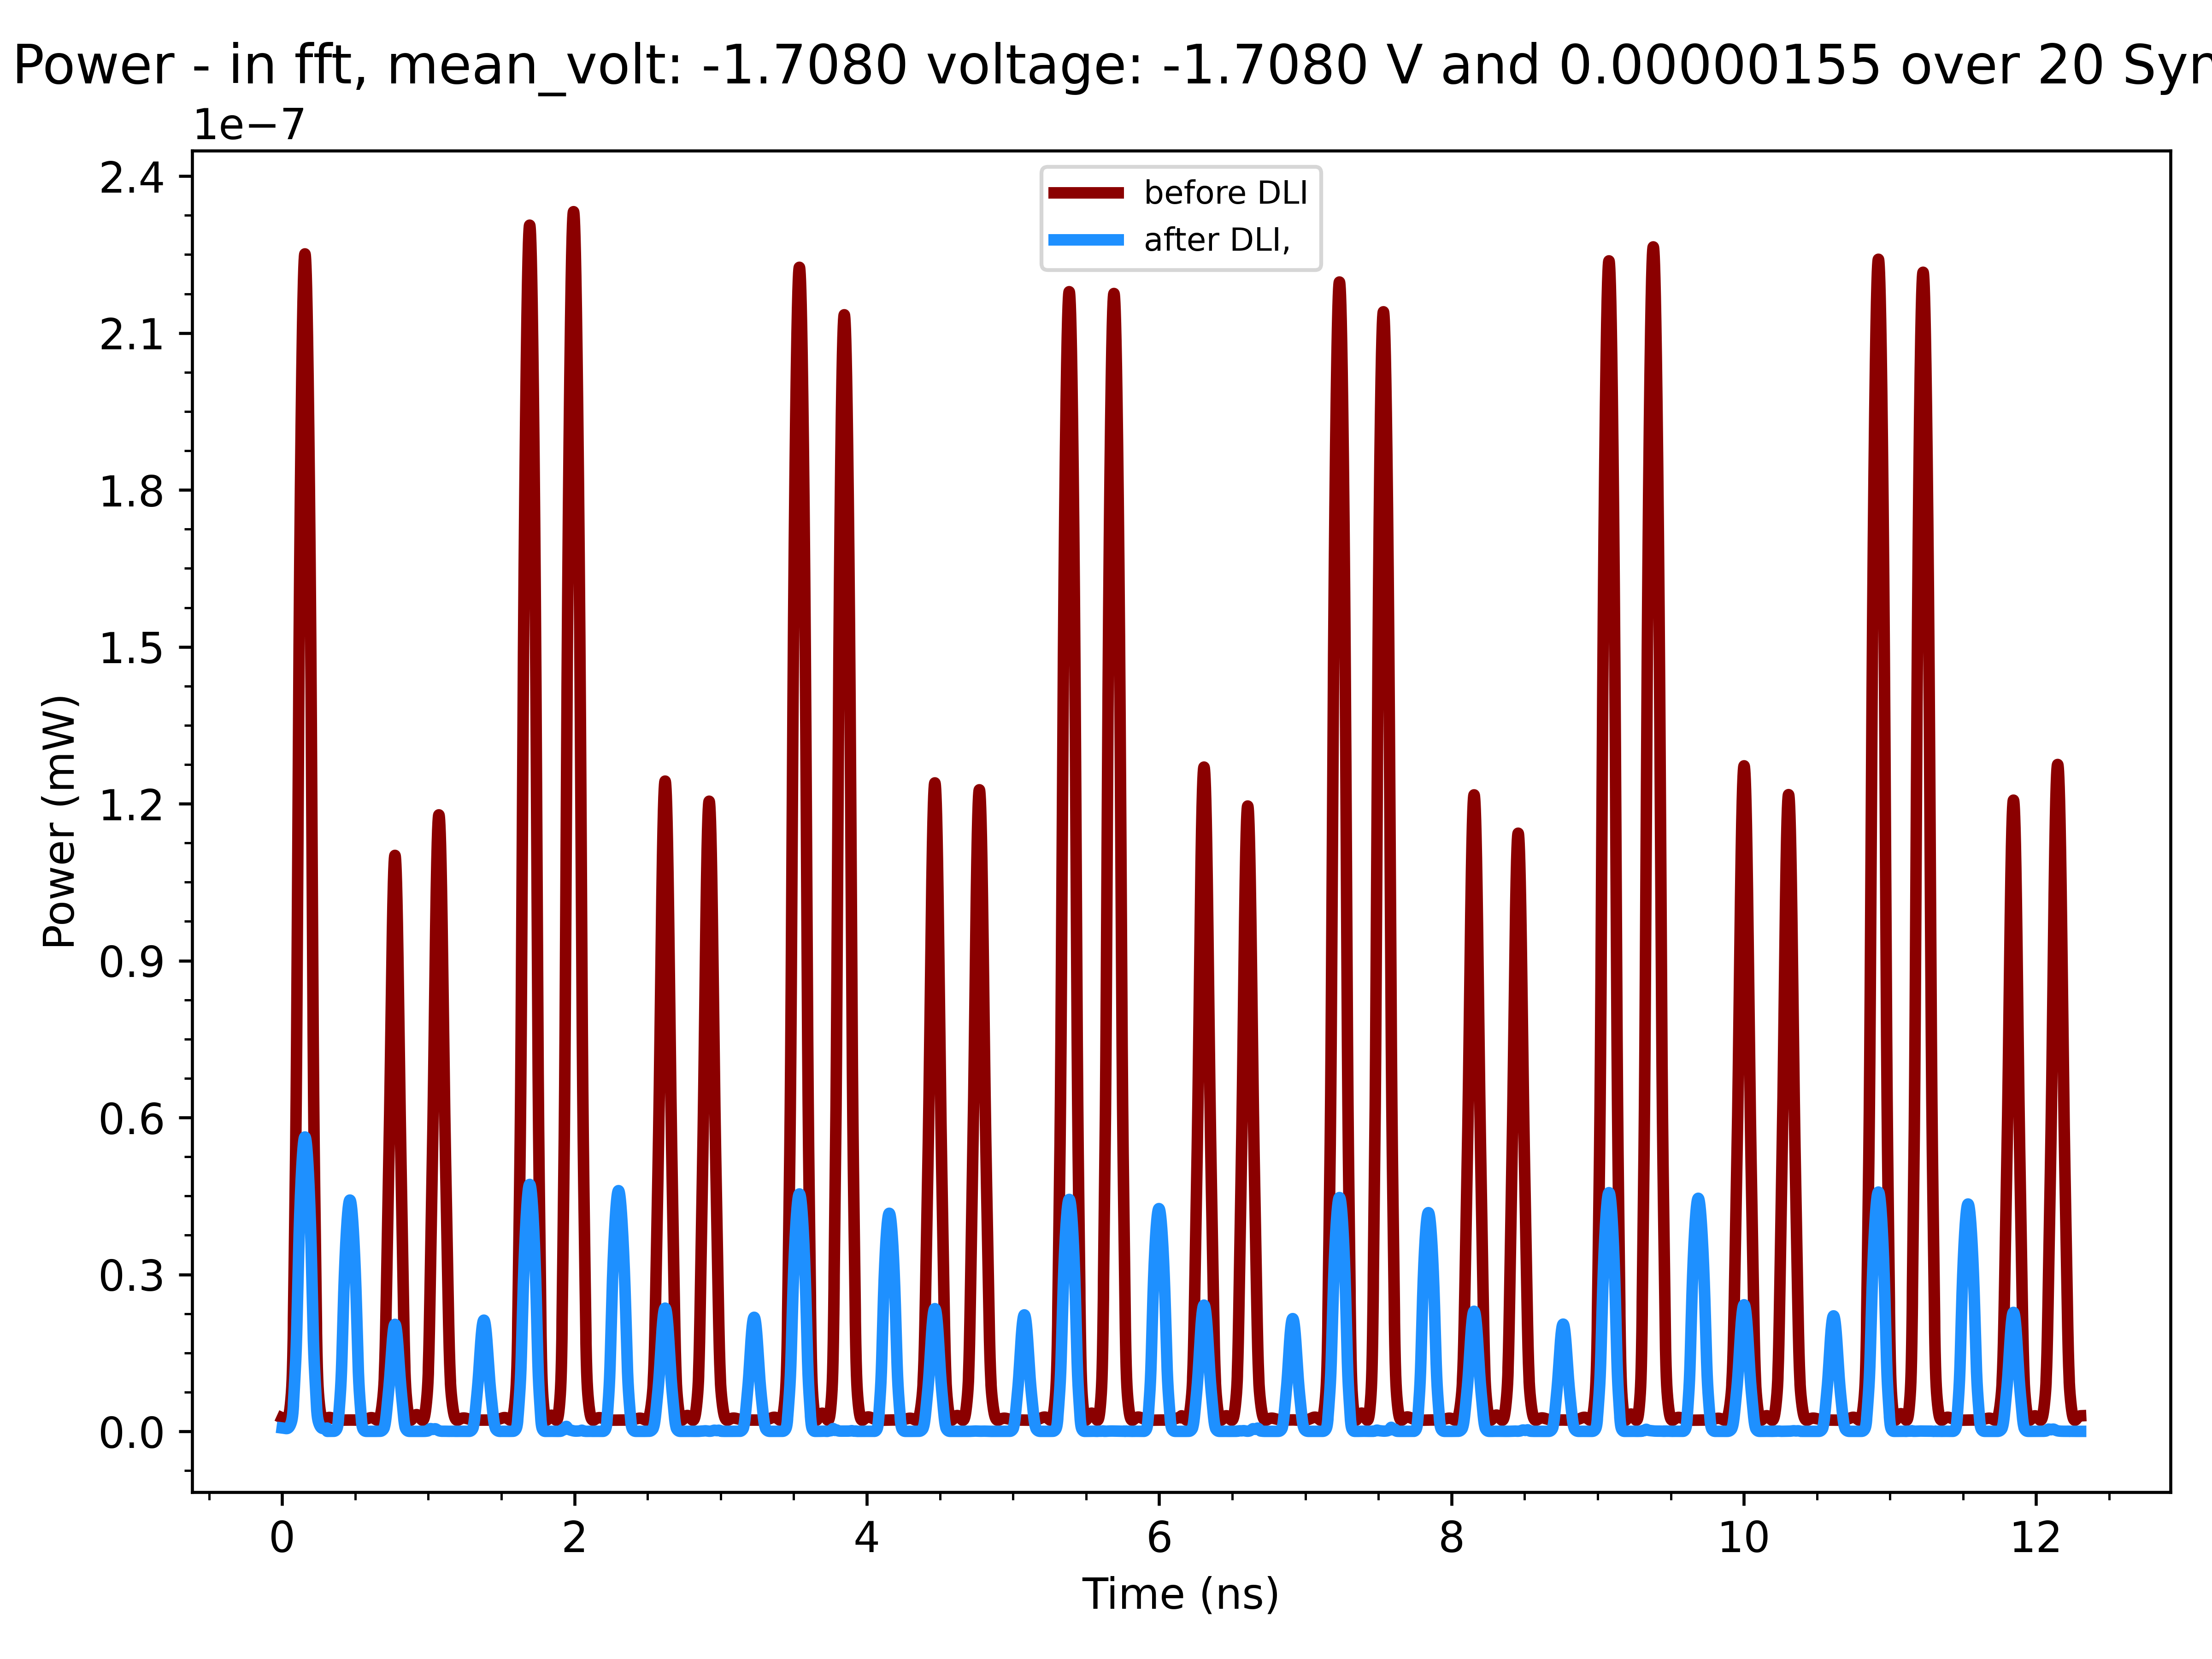 Power - in fft, mean_volt: -1.7080 voltage: -1.7080 V and 0.00000155 over 20
1e−7
before DLI
after DLI,
2.4
2.1
1.8
1.5
1.2
0.9
0.6
0.3
0.0
Power (mW)
0 2 4 6 8 10 12
Time (ns)